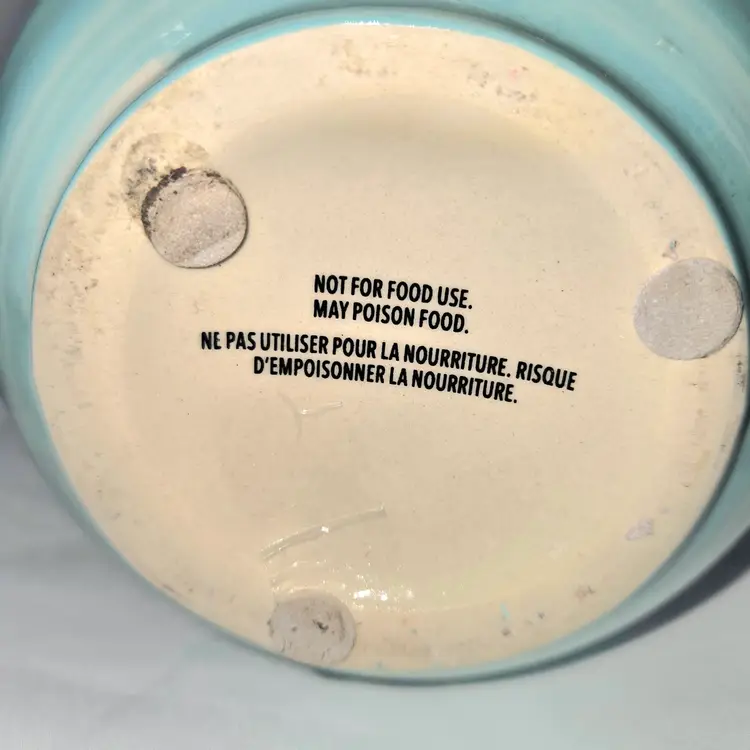 NOT FOR FOOD USE.
MAY POISON FOOD.
NE PAS UTILISER POUR LA NOURRITURE. RISQUE
D'EMPOISONNER LA NOURRITURE.